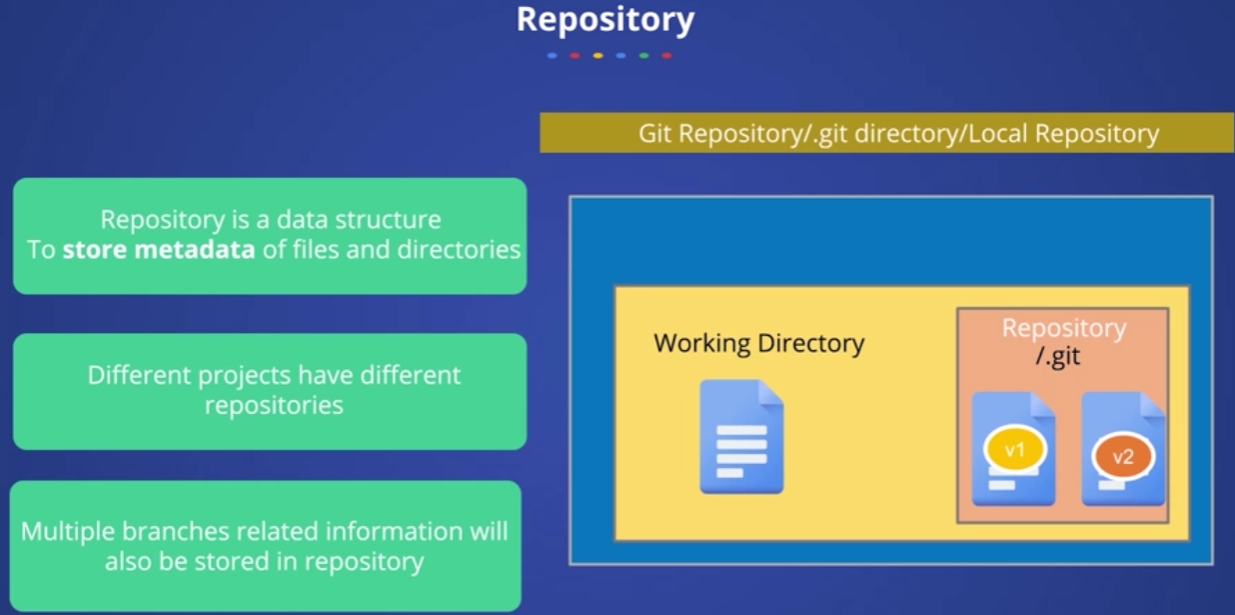 Repository
Git Repository/.git directory/Local Repository
Repository is a data structure
To store metadata of files and directories
Different projects have different
repositories
Multiple branches related information will
also be stored in repository
Working Directory
Repository
/.git
v1
v2